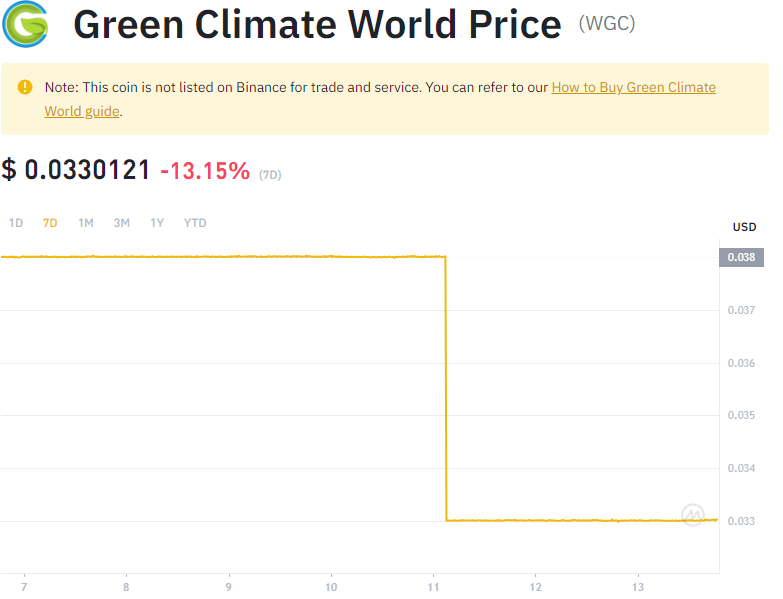 Green Climate World Price (WGC)
Note: This coin is not listed on Binance for trade and service. You can refer to our How to Buy Green Climate
World guide.
$ 0.0330121 -13.15% (7D)
1D 7D 1M 3M 1Y YTD
USD
0.038
0.037
0.036
0.035
0.034
0.033
7 8 9 10 11 12 13